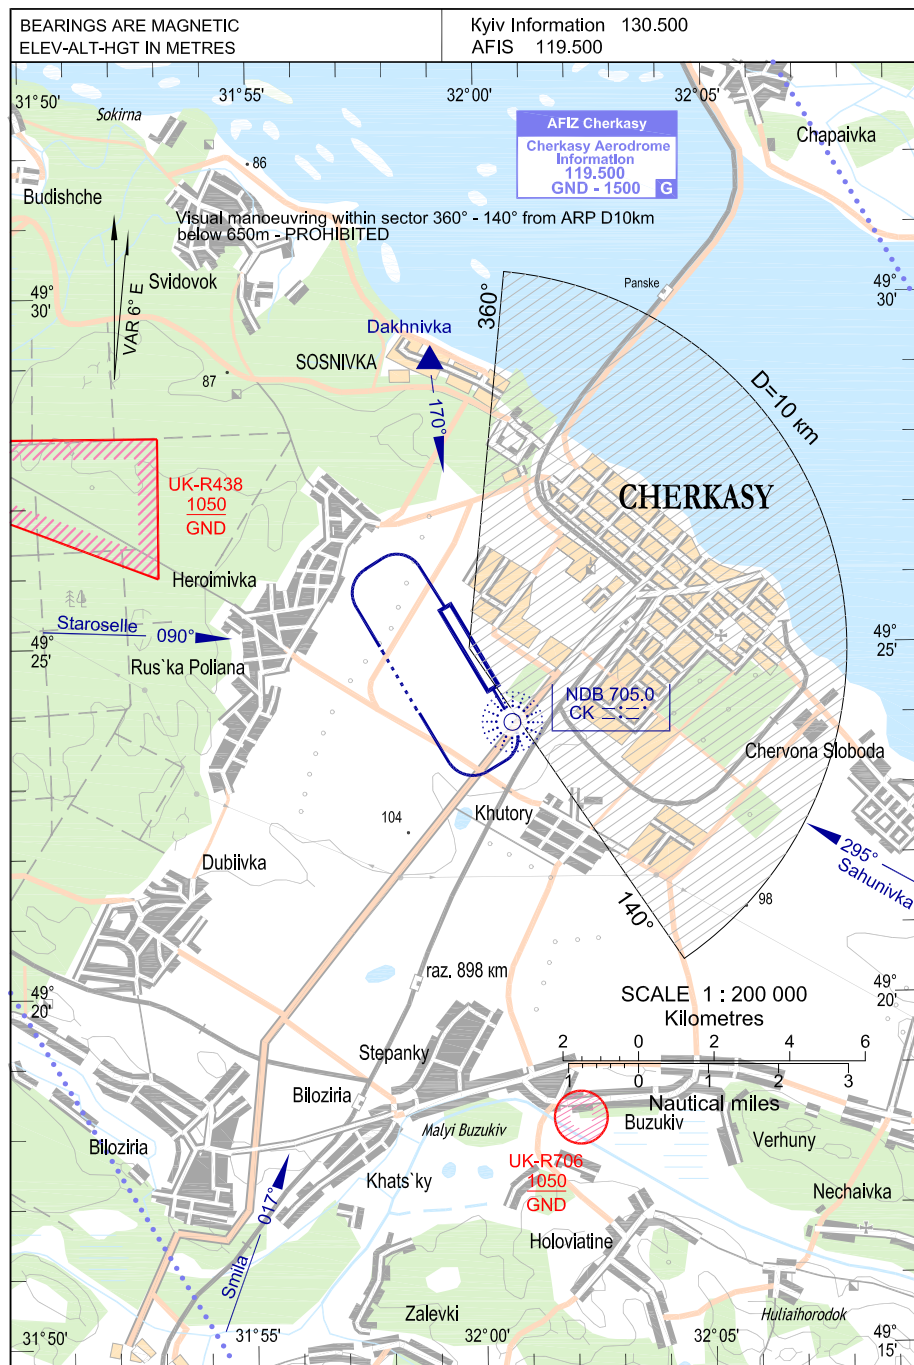 BEARINGS ARE MAGNETIC
ELEV-ALT-HGT IN METRES
Kyiv Information 130.500
AFIS 119.500
31°50'
31°55'
32°00'
32°05'
Sokirna
86
Budishche
AFIZ Cherkasy
Cherkasy Aerodrome
Information
119.500
GND - 1500 G
Chapaivka
Visual manoeuvring within sector 360° - 140° from ARP D10km
below 650m - PROHIBITED
Svidovok
49°
30'
VAR 6° E
Panske
49°
30'
360°
Dakhnivka
SOSNIVKA
87
170°
D=10 км
UK-R438
1050
GND
CHERKASY
Heroimivka
Staroselle 090°
49°
25'
Rus`ka Poliana
49°
25'
NDB 705.0
CK
Chervona Sloboda
104
Khutory
295°
Sahunivka
Dubiivka
98
140°
raz. 898 км
49°
20'
49°
20'
SCALE 1 : 200 000
Kilometres
2 0 2 4 6
1 0 1 2 3
Nautical miles
Stepanky
Biloziria
Malyi Buzukiv
Buzukiv
Verhuny
Biloziria
UK-R706
1050
GND
Khats`ky
Nechaivka
017°
Smila
Holoviatine
Zalevki
Huliaihorodok
31°50'
31°55'
32°00'
32°05'
49°
15'